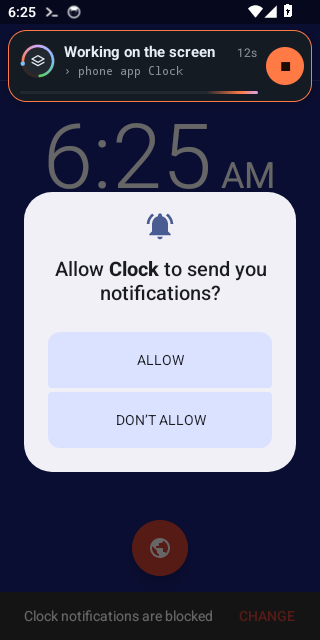 6:25
Working on the screen 12s
› phone app Clock
6:25 AM
Allow Clock to send you
notifications?
ALLOW
DON'T ALLOW
Clock notifications are blocked CHANGE